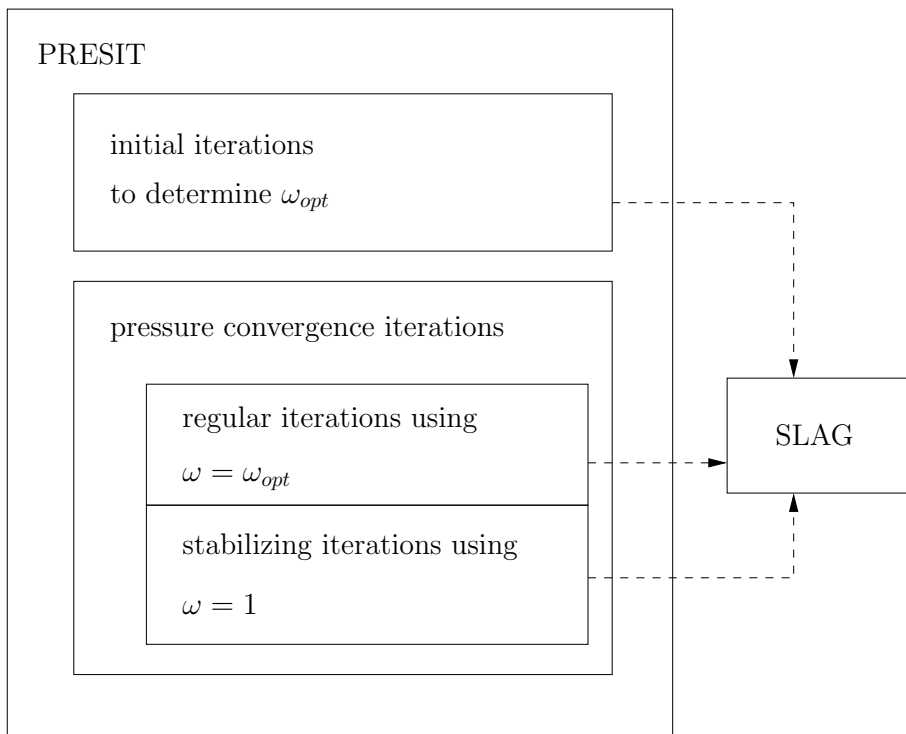 PRESIT
initial iterations
to determine ω_opt
pressure convergence iterations
regular iterations using
ω = ω_opt
stabilizing iterations using
ω = 1
SLAG